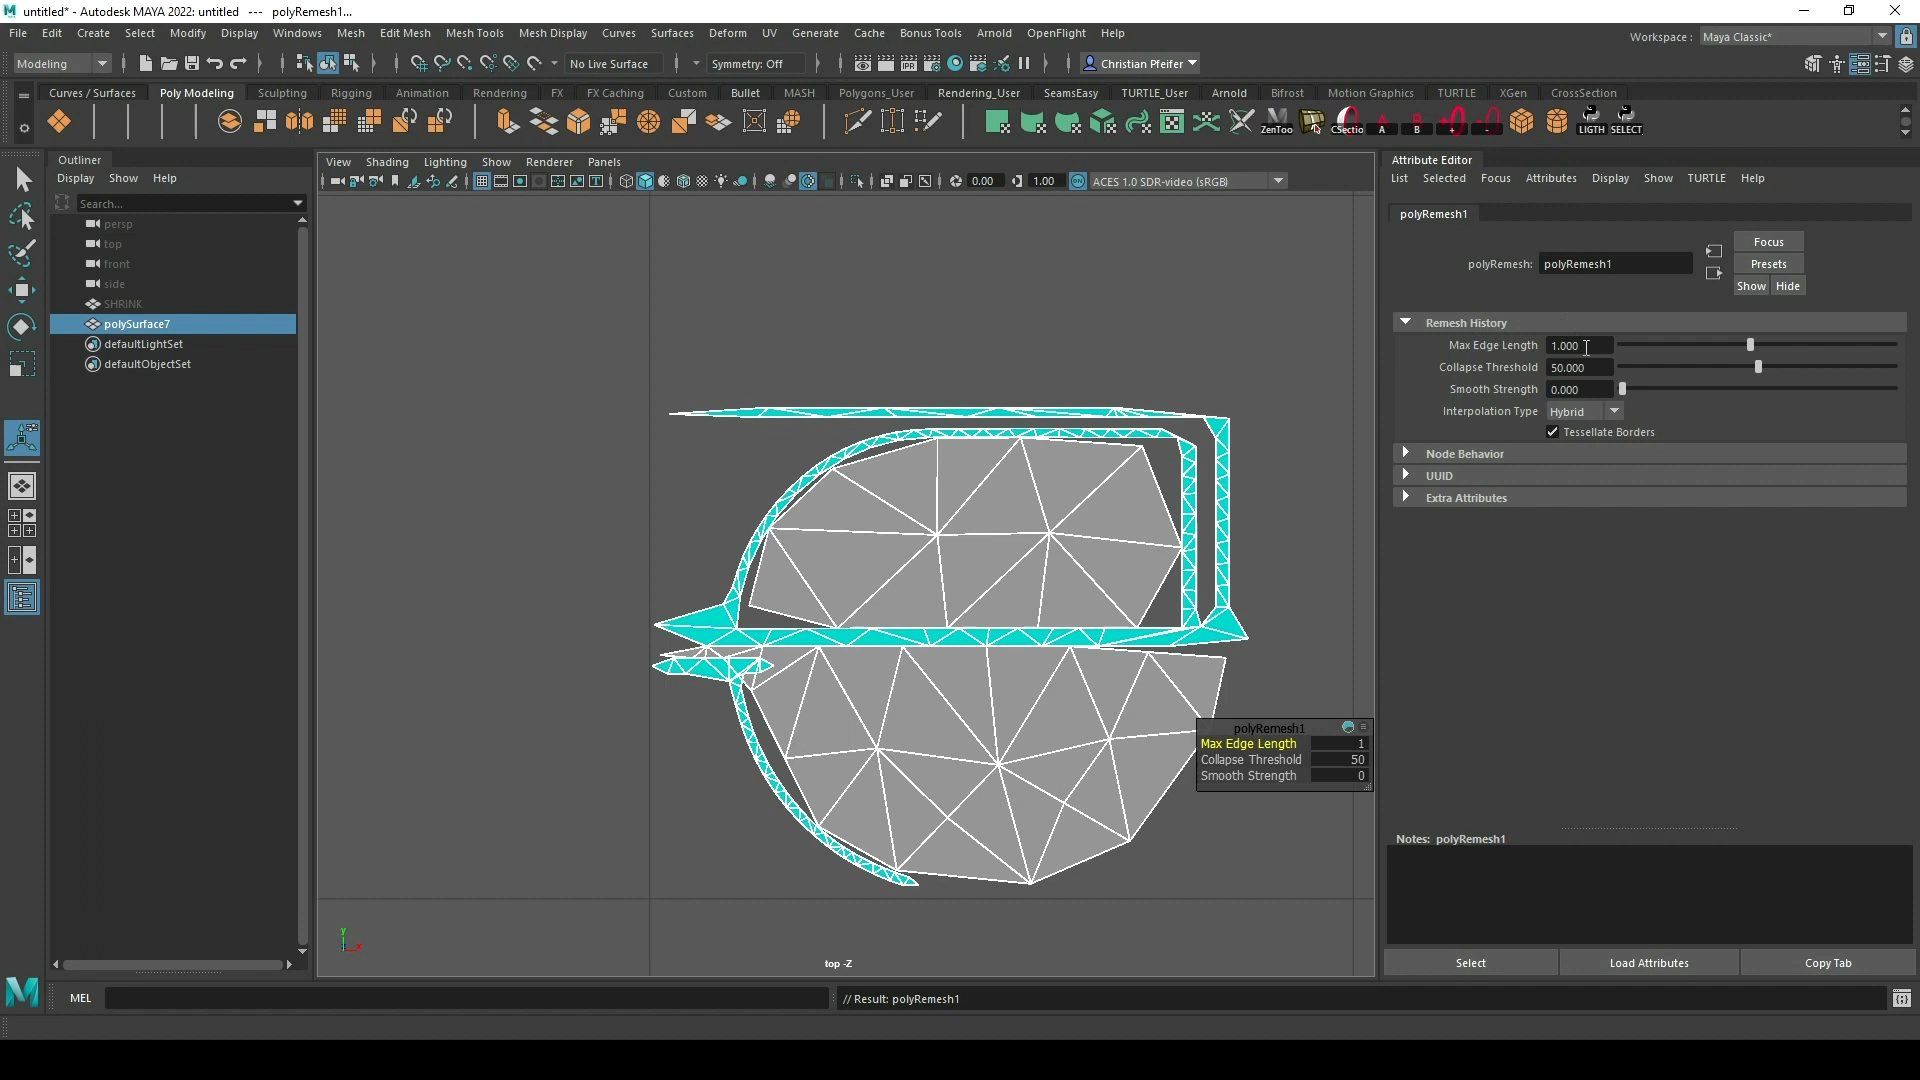 untitled* - Autodesk MAYA 2022: untitled --- polyRemesh1...
File Edit Create Select Modify Display Windows Mesh Edit Mesh Mesh Tools Mesh Display Curves Surfaces Deform UV Generate Cache Bonus Tools Arnold OpenFlight Help
Workspace : Maya Classic*
Modeling No Live Surface Symmetry: Off Christian Pfeifer
Curves / Surfaces Poly Modeling Sculpting Rigging Animation Rendering FX FX Caching Custom Bullet MASH Polygons_User Rendering_User SeamsEasy TURTLE_User Arnold Bifrost Motion Graphics TURTLE XGen CrossSection
IPR
ZenToo CSectio A B + - LIGTH SELECT
Outliner
Display Show Help
Search...
persp
top
front
side
SHRINK
polySurface7
defaultLightSet
defaultObjectSet
View Shading Lighting Show Renderer Panels
0.00 1.00 ON ACES 1.0 SDR-video (sRGB)
polyRemesh1
Max Edge Length 1
Collapse Threshold 50
Smooth Strength 0
y
x
top -Z
Attribute Editor
List Selected Focus Attributes Display Show TURTLE Help
polyRemesh1
polyRemesh: polyRemesh1
Focus
Presets
Show Hide
Remesh History
Max Edge Length 1.000
Collapse Threshold 50.000
Smooth Strength 0.000
Interpolation Type Hybrid
Tessellate Borders
Node Behavior
UUID
Extra Attributes
Notes: polyRemesh1
Select Load Attributes Copy Tab
MEL
// Result: polyRemesh1